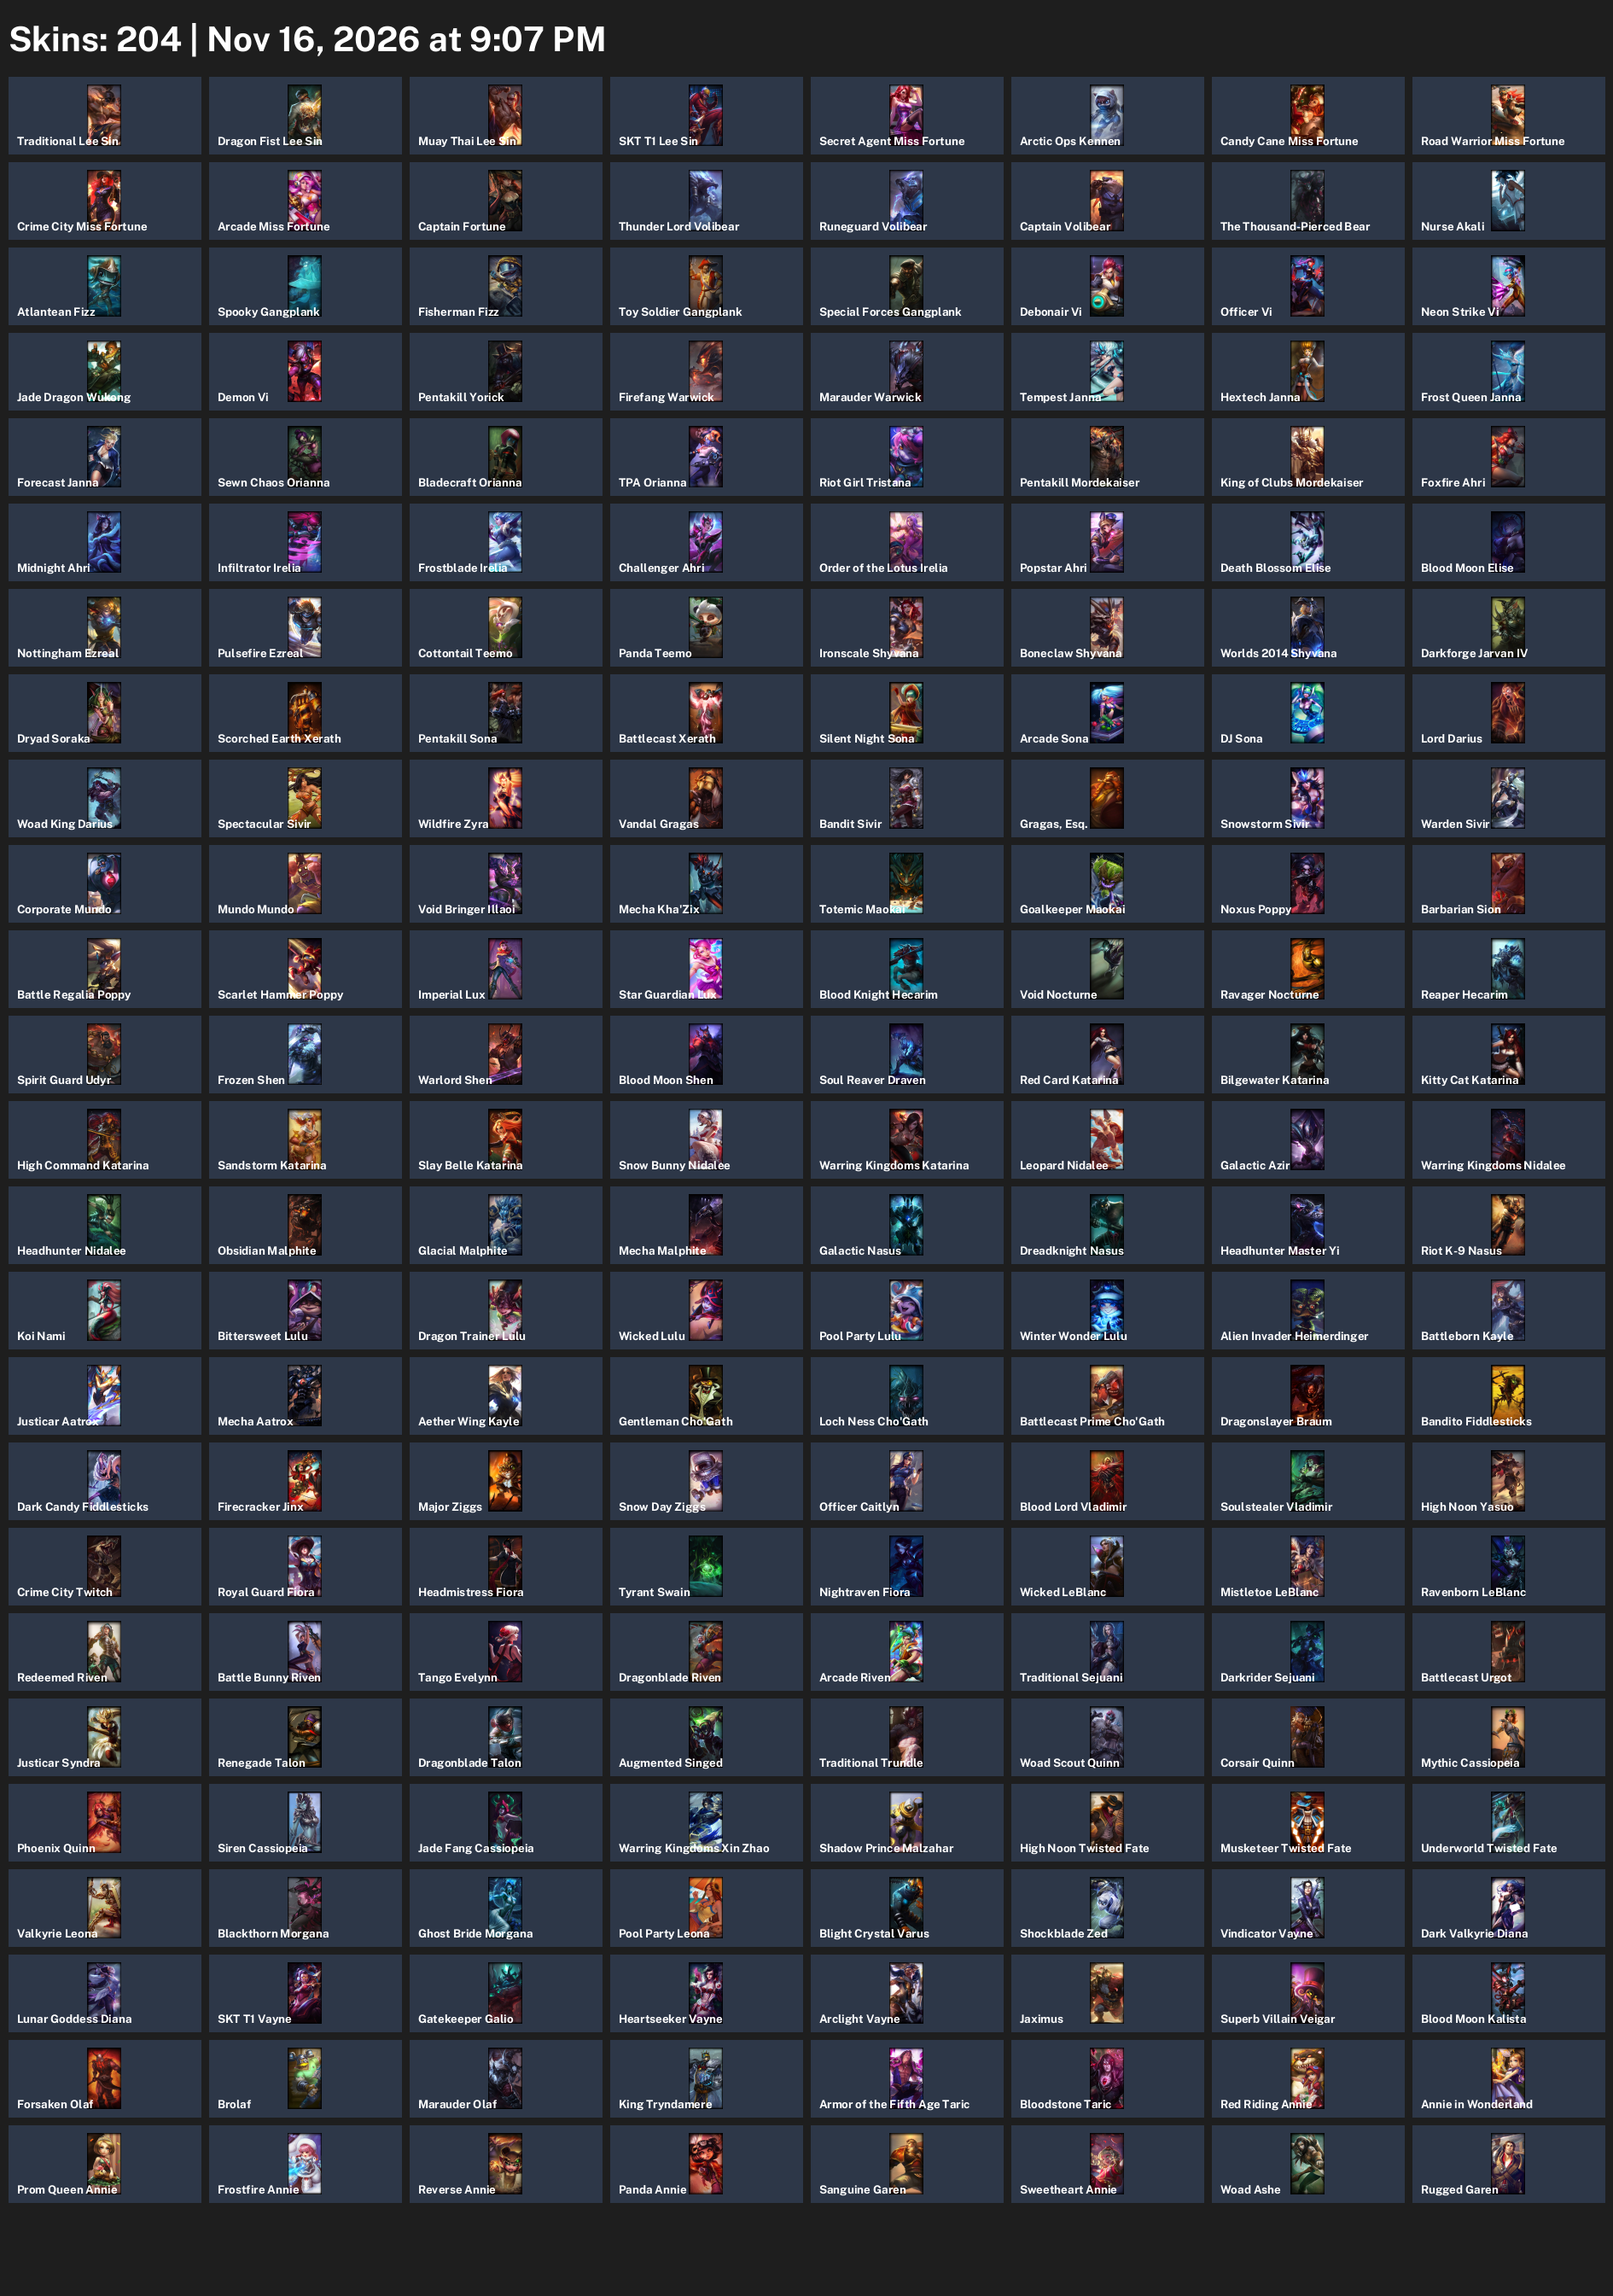 Skins: 204 | Nov 16, 2026 at 9:07 PM
Traditional Lee Sin
Dragon Fist Lee Sin
Muay Thai Lee Sin
SKT T1 Lee Sin
Secret Agent Miss Fortune
Arctic Ops Kennen
Candy Cane Miss Fortune
Road Warrior Miss Fortune
Crime City Miss Fortune
Arcade Miss Fortune
Captain Fortune
Thunder Lord Volibear
Runeguard Volibear
Captain Volibear
The Thousand-Pierced Bear
Nurse Akali
Atlantean Fizz
Spooky Gangplank
Fisherman Fizz
Toy Soldier Gangplank
Special Forces Gangplank
Debonair Vi
Officer Vi
Neon Strike Vi
Jade Dragon Wukong
Demon Vi
Pentakill Yorick
Firefang Warwick
Marauder Warwick
Tempest Janna
Hextech Janna
Frost Queen Janna
Forecast Janna
Sewn Chaos Orianna
Bladecraft Orianna
TPA Orianna
Riot Girl Tristana
Pentakill Mordekaiser
King of Clubs Mordekaiser
Foxfire Ahri
Midnight Ahri
Infiltrator Irelia
Frostblade Irelia
Challenger Ahri
Order of the Lotus Irelia
Popstar Ahri
Death Blossom Elise
Blood Moon Elise
Nottingham Ezreal
Pulsefire Ezreal
Cottontail Teemo
Panda Teemo
Ironscale Shyvana
Boneclaw Shyvana
Worlds 2014 Shyvana
Darkforge Jarvan IV
Dryad Soraka
Scorched Earth Xerath
Pentakill Sona
Battlecast Xerath
Silent Night Sona
Arcade Sona
DJ Sona
Lord Darius
Woad King Darius
Spectacular Sivir
Wildfire Zyra
Vandal Gragas
Bandit Sivir
Gragas, Esq.
Snowstorm Sivir
Warden Sivir
Corporate Mundo
Mundo Mundo
Void Bringer Illaoi
Mecha Kha'Zix
Totemic Maokai
Goalkeeper Maokai
Noxus Poppy
Barbarian Sion
Battle Regalia Poppy
Scarlet Hammer Poppy
Imperial Lux
Star Guardian Lux
Blood Knight Hecarim
Void Nocturne
Ravager Nocturne
Reaper Hecarim
Spirit Guard Udyr
Frozen Shen
Warlord Shen
Blood Moon Shen
Soul Reaver Draven
Red Card Katarina
Bilgewater Katarina
Kitty Cat Katarina
High Command Katarina
Sandstorm Katarina
Slay Belle Katarina
Snow Bunny Nidalee
Warring Kingdoms Katarina
Leopard Nidalee
Galactic Azir
Warring Kingdoms Nidalee
Headhunter Nidalee
Obsidian Malphite
Glacial Malphite
Mecha Malphite
Galactic Nasus
Dreadknight Nasus
Headhunter Master Yi
Riot K-9 Nasus
Koi Nami
Bittersweet Lulu
Dragon Trainer Lulu
Wicked Lulu
Pool Party Lulu
Winter Wonder Lulu
Alien Invader Heimerdinger
Battleborn Kayle
Justicar Aatrox
Mecha Aatrox
Aether Wing Kayle
Gentleman Cho'Gath
Loch Ness Cho'Gath
Battlecast Prime Cho'Gath
Dragonslayer Braum
Bandito Fiddlesticks
Dark Candy Fiddlesticks
Firecracker Jinx
Major Ziggs
Snow Day Ziggs
Officer Caitlyn
Blood Lord Vladimir
Soulstealer Vladimir
High Noon Yasuo
Crime City Twitch
Royal Guard Fiora
Headmistress Fiora
Tyrant Swain
Nightraven Fiora
Wicked LeBlanc
Mistletoe LeBlanc
Ravenborn LeBlanc
Redeemed Riven
Battle Bunny Riven
Tango Evelynn
Dragonblade Riven
Arcade Riven
Traditional Sejuani
Darkrider Sejuani
Battlecast Urgot
Justicar Syndra
Renegade Talon
Dragonblade Talon
Augmented Singed
Traditional Trundle
Woad Scout Quinn
Corsair Quinn
Mythic Cassiopeia
Phoenix Quinn
Siren Cassiopeia
Jade Fang Cassiopeia
Warring Kingdoms Xin Zhao
Shadow Prince Malzahar
High Noon Twisted Fate
Musketeer Twisted Fate
Underworld Twisted Fate
Valkyrie Leona
Blackthorn Morgana
Ghost Bride Morgana
Pool Party Leona
Blight Crystal Varus
Shockblade Zed
Vindicator Vayne
Dark Valkyrie Diana
Lunar Goddess Diana
SKT T1 Vayne
Gatekeeper Galio
Heartseeker Vayne
Arclight Vayne
Jaximus
Superb Villain Veigar
Blood Moon Kalista
Forsaken Olaf
Brolaf
Marauder Olaf
King Tryndamere
Armor of the Fifth Age Taric
Bloodstone Taric
Red Riding Annie
Annie in Wonderland
Prom Queen Annie
Frostfire Annie
Reverse Annie
Panda Annie
Sanguine Garen
Sweetheart Annie
Woad Ashe
Rugged Garen